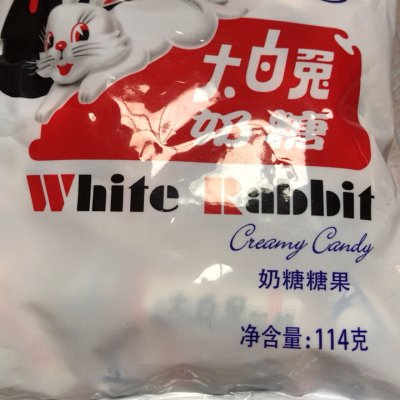 大白兔
奶糖
White Rabbit
Creamy Candy
奶糖糖果
净含量:114克